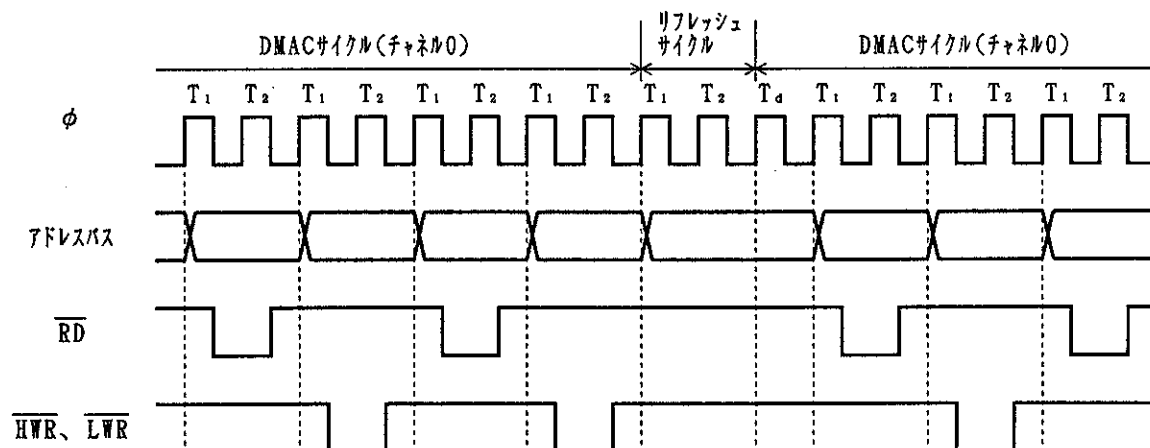 リフレッシュ
DMACサイクル(チャネル0) サイクル DMACサイクル(チャネル0)
T₁ T₂ T₁ T₂ T₁ T₂ T₁ T₂ T₁ T₂ Td T₁ T₂ T₁ T₂ T₁ T₂
φ
アドレスバス
R̅D̅
H̅W̅R̅、L̅W̅R̅